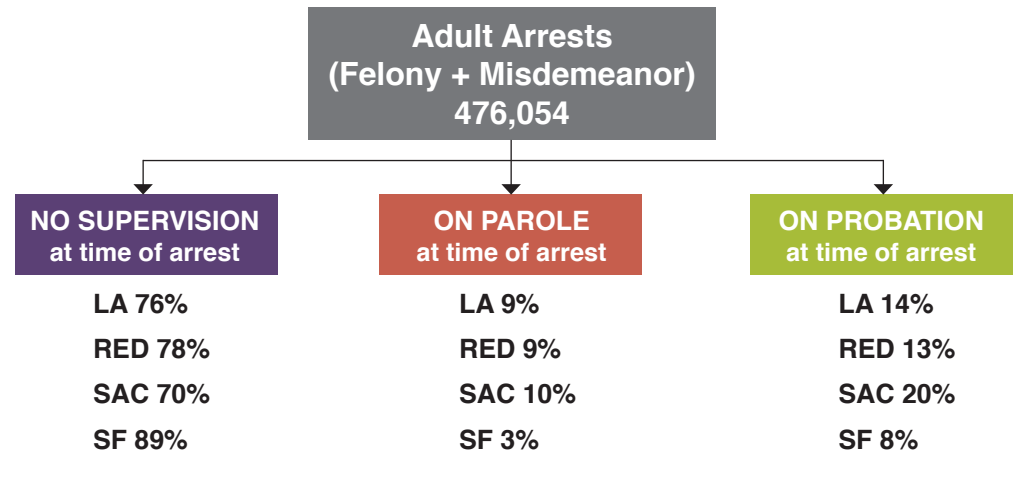 Adult Arrests
(Felony + Misdemeanor)
476,054
NO SUPERVISION
at time of arrest
LA 76%
RED 78%
SAC 70%
SF 89%
ON PAROLE
at time of arrest
LA 9%
RED 9%
SAC 10%
SF 3%
ON PROBATION
at time of arrest
LA 14%
RED 13%
SAC 20%
SF 8%